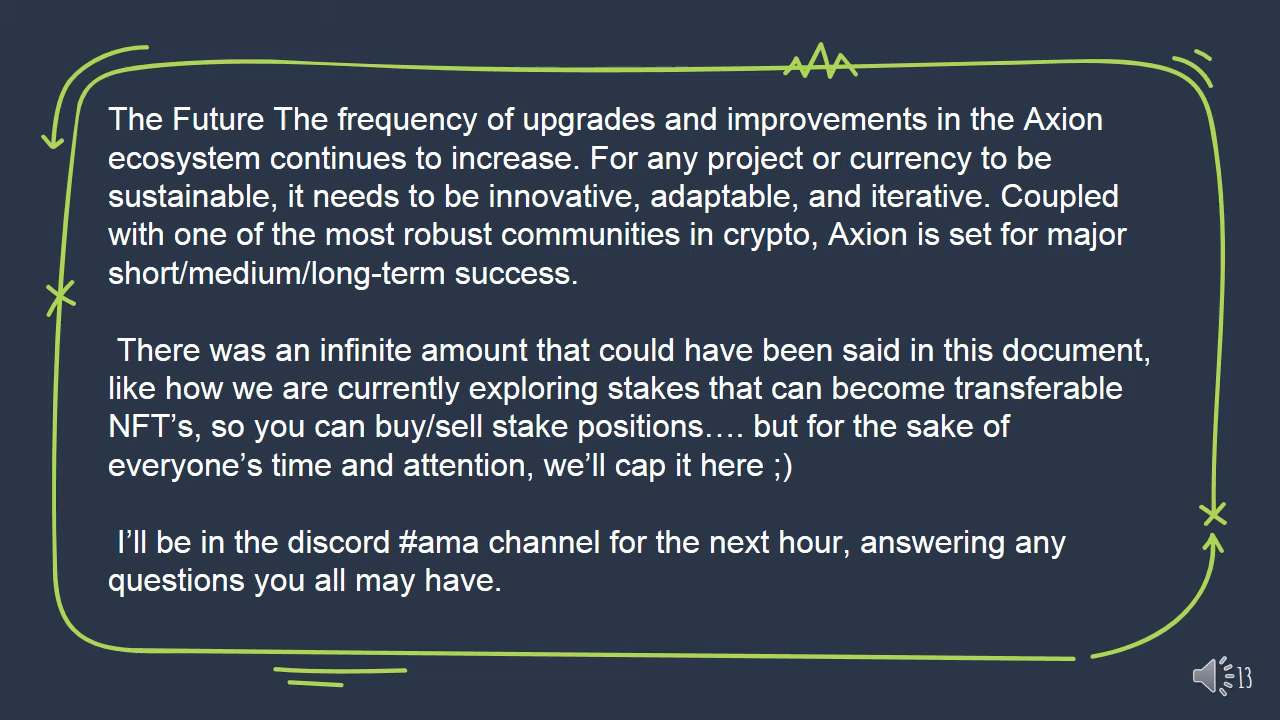 The Future The frequency of upgrades and improvements in the Axion
ecosystem continues to increase. For any project or currency to be
sustainable, it needs to be innovative, adaptable, and iterative. Coupled
with one of the most robust communities in crypto, Axion is set for major
short/medium/long-term success.
There was an infinite amount that could have been said in this document,
like how we are currently exploring stakes that can become transferable
NFT’s, so you can buy/sell stake positions…. but for the sake of
everyone’s time and attention, we’ll cap it here ;)
I’ll be in the discord #ama channel for the next hour, answering any
questions you all may have.
13